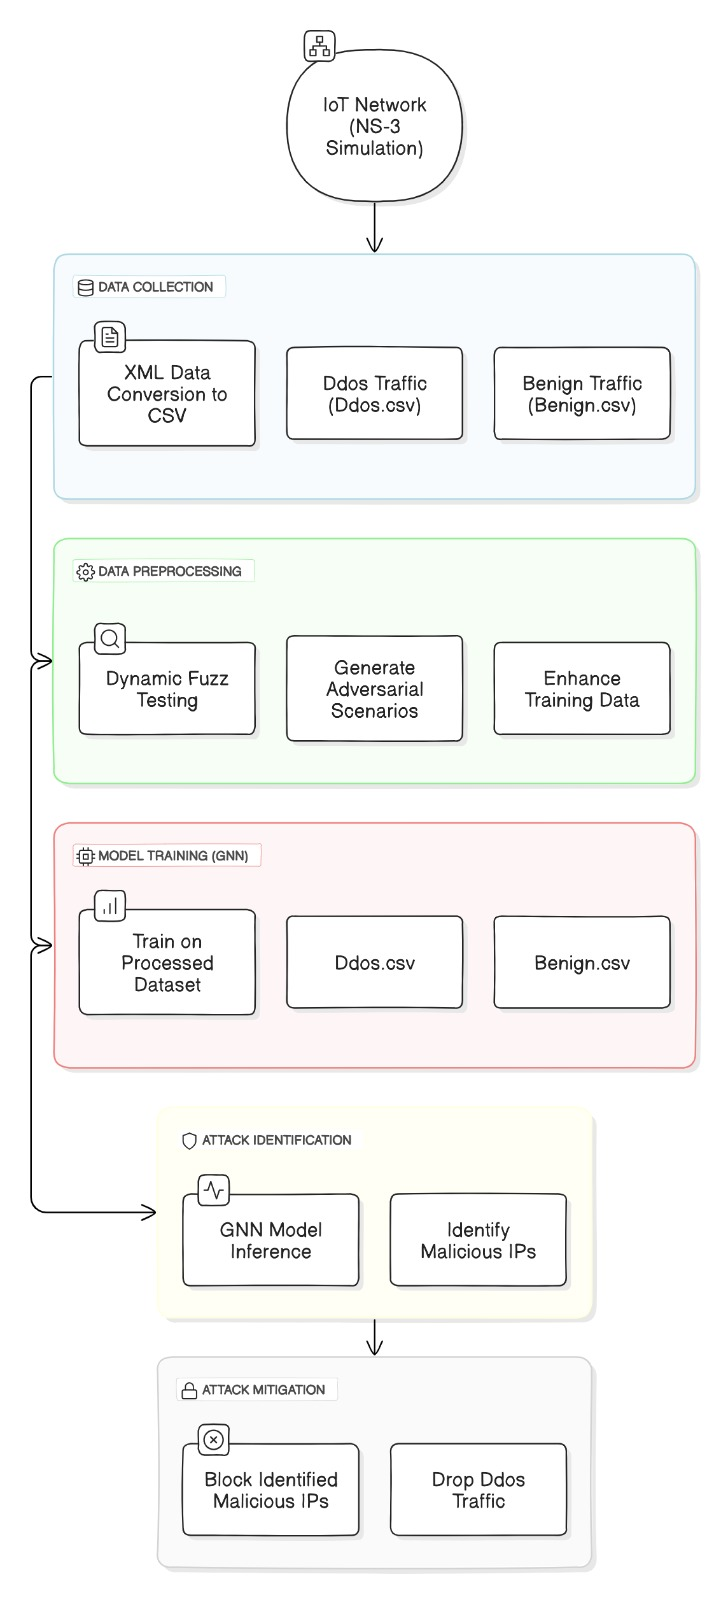 IoT Network
(NS-3
Simulation)
DATA COLLECTION
XML Data
Conversion to
CSV
Ddos Traffic
(Ddos.csv)
Benign Traffic
(Benign.csv)
DATA PREPROCESSING
Dynamic Fuzz
Testing
Generate
Adversarial
Scenarios
Enhance
Training Data
MODEL TRAINING (GNN)
Train on
Processed
Dataset
Ddos.csv
Benign.csv
ATTACK IDENTIFICATION
GNN Model
Inference
Identify
Malicious IPs
ATTACK MITIGATION
Block Identified
Malicious IPs
Drop Ddos
Traffic